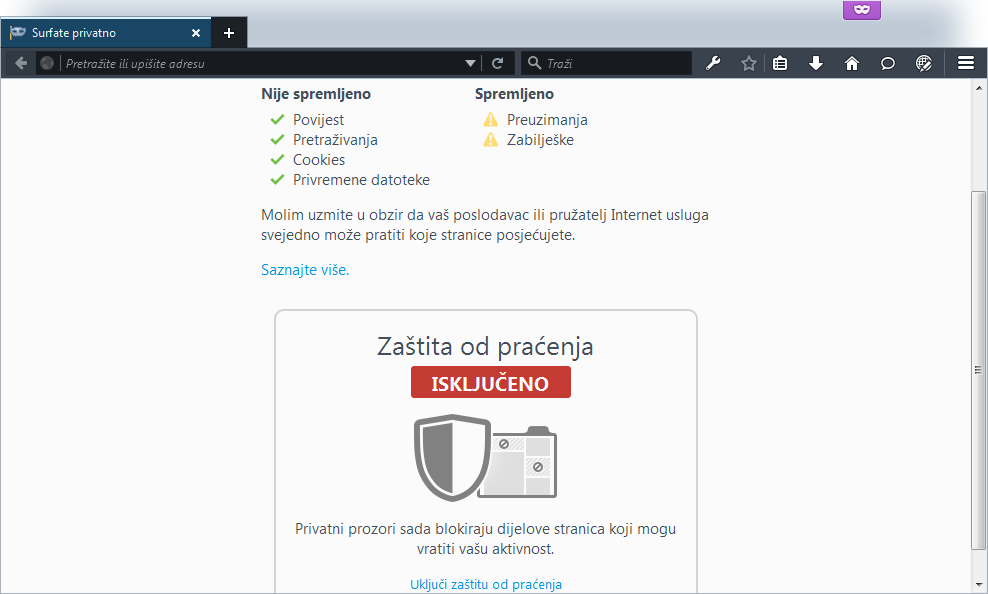 Surfate privatno
Pretražite ili upišite adresu
Traži
Nije spremljeno
Povijest
Pretraživanja
Cookies
Privremene datoteke
Spremljeno
Preuzimanja
Zabilješke
Molim uzmite u obzir da vaš poslodavac ili pružatelj Internet usluga
svejedno može pratiti koje stranice posjećujete.
Saznajte više.
Zaštita od praćenja
ISKLJUČENO
Privatni prozori sada blokiraju dijelove stranica koji mogu
vratiti vašu aktivnost.
Uključi zaštitu od praćenja